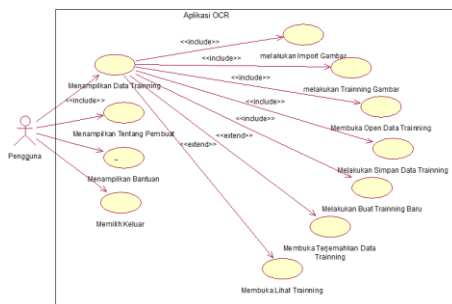 Aplikasi OCR
<<include>>
melakukan Import Gambar
<<include>>
Menampilkan Data Trainning
<<include>>
melakukan Trainning Gambar
<<include>>
<<include>>
Membuka Open Data Trainning
Menampilkan Tentang Pembuat
<<include>>
Pengguna
Melakukan Simpan Data Trainning
<<extend>>
Menampilkan Bantuan
<<extend>>
Melakukan Buat Trainning Baru
Memilih Keluar
Membuka Terjemahkan Data
Trainning
Membuka Lihat Trainning